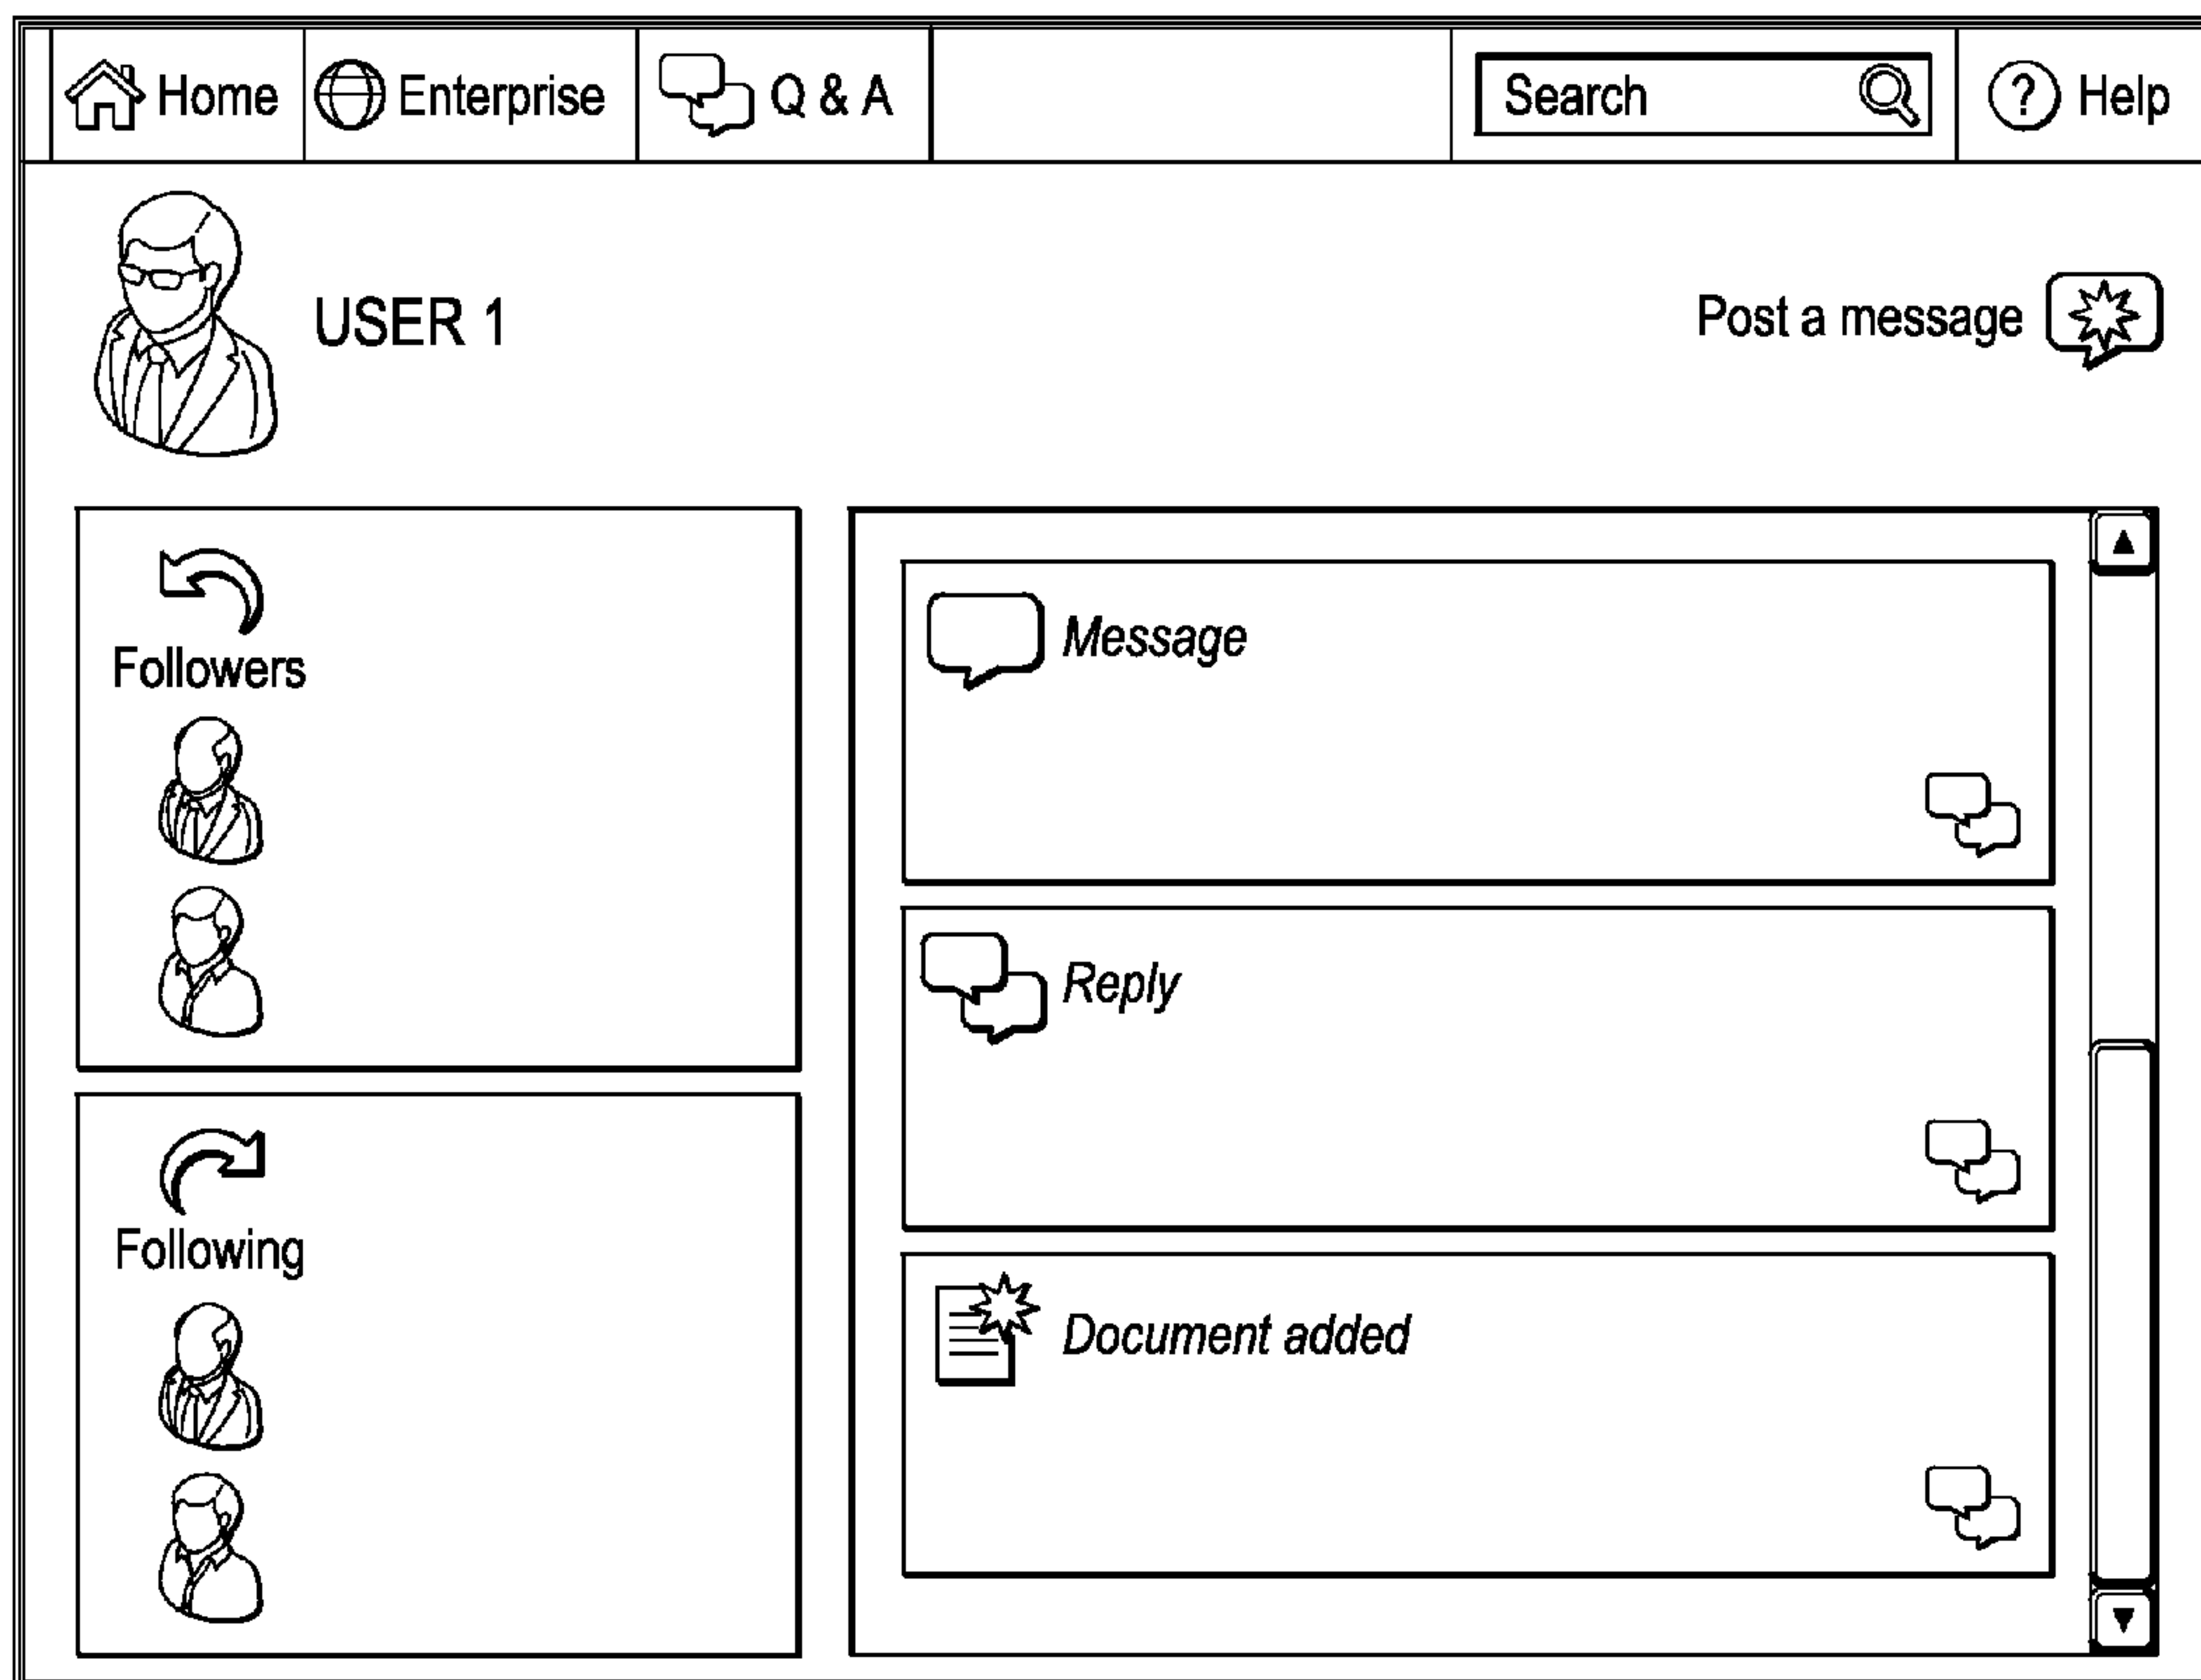 Home Enterprise Q & A Search ? Help
USER 1
Post a message
Followers
Following
Message
Reply
Document added